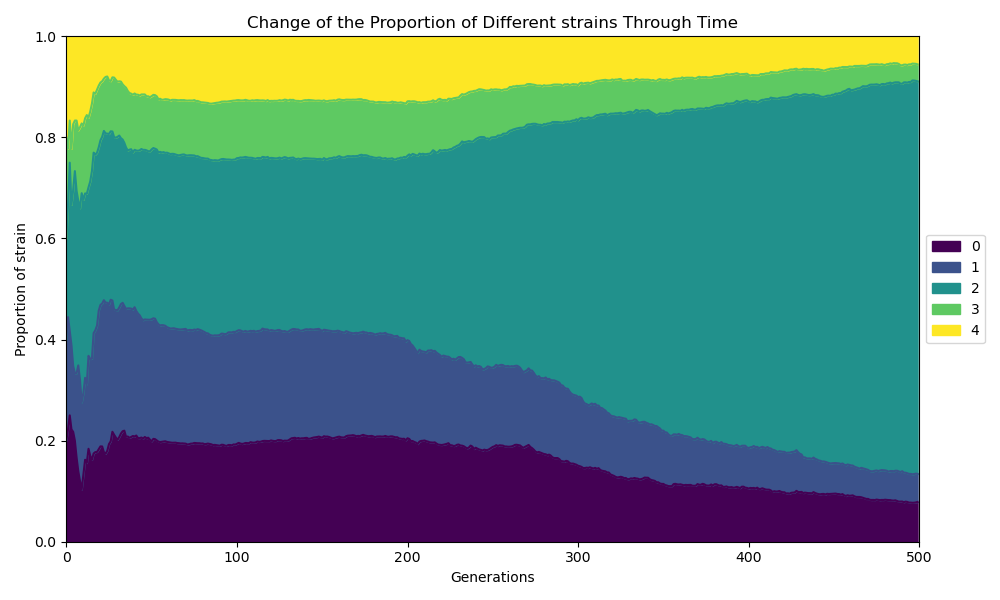 Change of the Proportion of Different strains Through Time
1.0
0.8
0.6
0.4
0.2
0.0
Proportion of strain
0 100 200 300 400 500
Generations
0
1
2
3
4